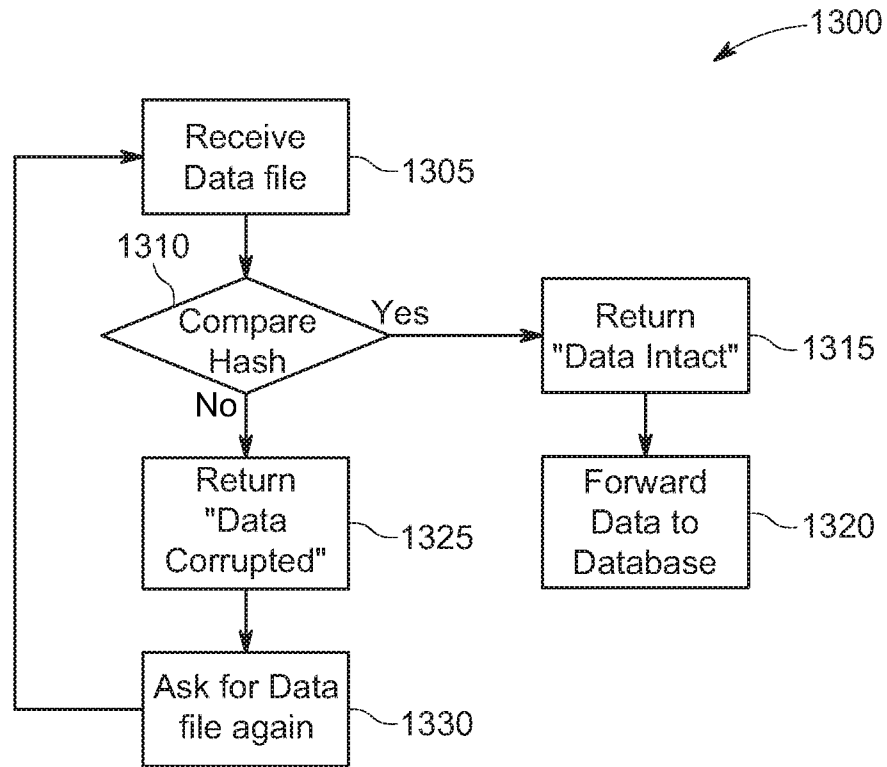 1300
Receive
Data file
1305
1310
Compare
Hash
Yes
No
Return
"Data Intact"
1315
Forward
Data to
Database
1320
Return
"Data
Corrupted"
1325
Ask for Data
file again
1330